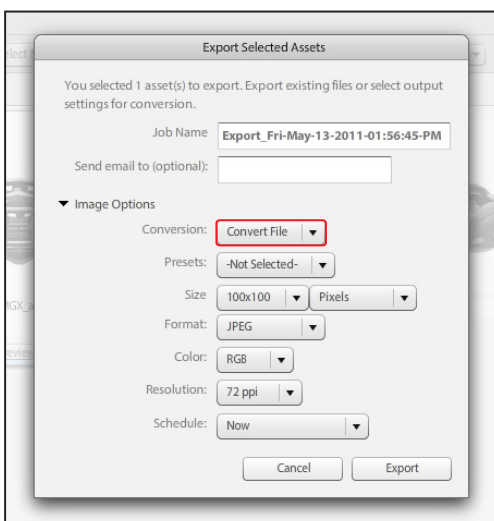 Export Selected Assets
You selected 1 asset(s) to export. Export existing files or select output
settings for conversion.
Job Name Export_Fri-May-13-2011-01:56:45-PM
Send email to (optional):
Image Options
Conversion: Convert File
Presets: -Not Selected-
Size 100x100 Pixels
Format: JPEG
Color: RGB
Resolution: 72 ppi
Schedule: Now
Cancel Export